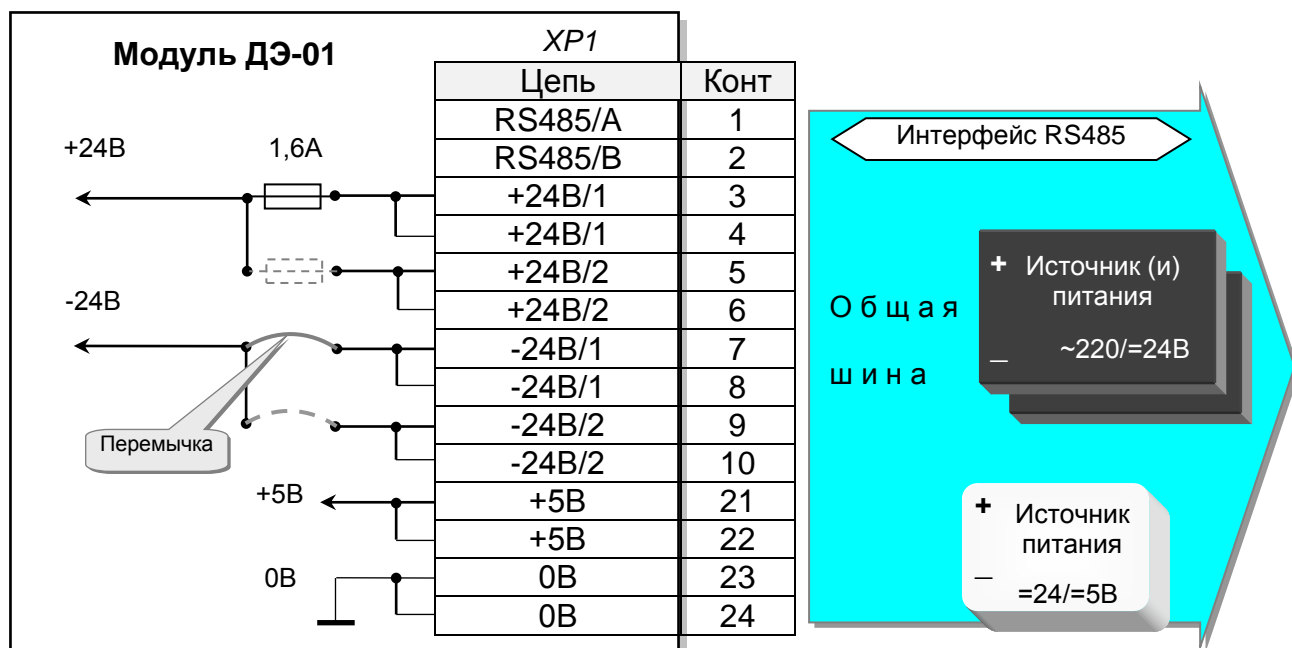 Модуль ДЭ-01
XP1
Цепь Конт
RS485/A 1
RS485/B 2
+24В/1 3
+24В/1 4
+24В/2 5
+24В/2 6
-24В/1 7
-24В/1 8
-24В/2 9
-24В/2 10
+5В 21
+5В 22
0В 23
0В 24
+24В
1,6А
-24В
Перемычка
+5В
0В
Интерфейс RS485
О б щ а я
ш и н а
+ Источник (и)
питания
_ ~220/=24В
+ Источник
питания
_ =24/=5В